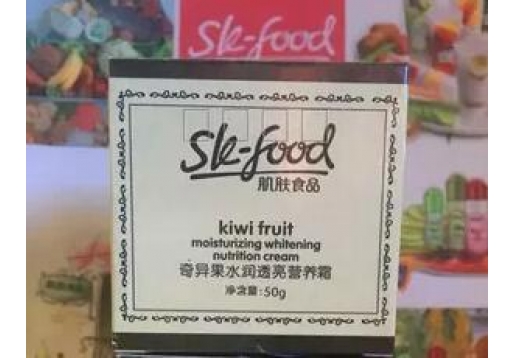 Sk-food
Sk-food
肌肤食品
kiwi fruit
moisturizing whitening
nutrition cream
奇异果水润透亮营养霜
净含量:50g